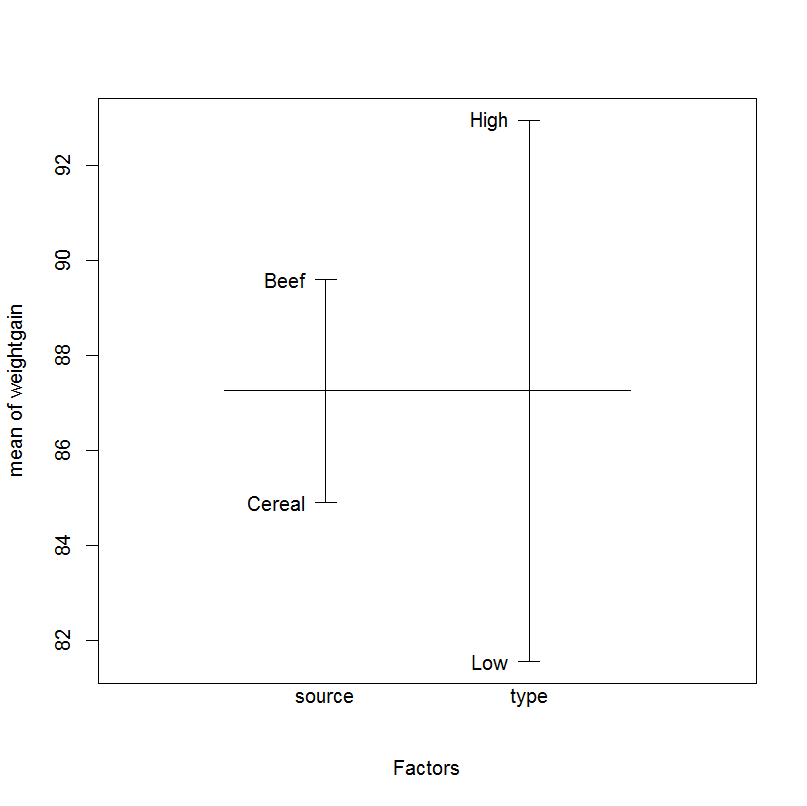 mean of weightgain
92
90
88
86
84
82
High
Beef
Cereal
Low
source
type
Factors